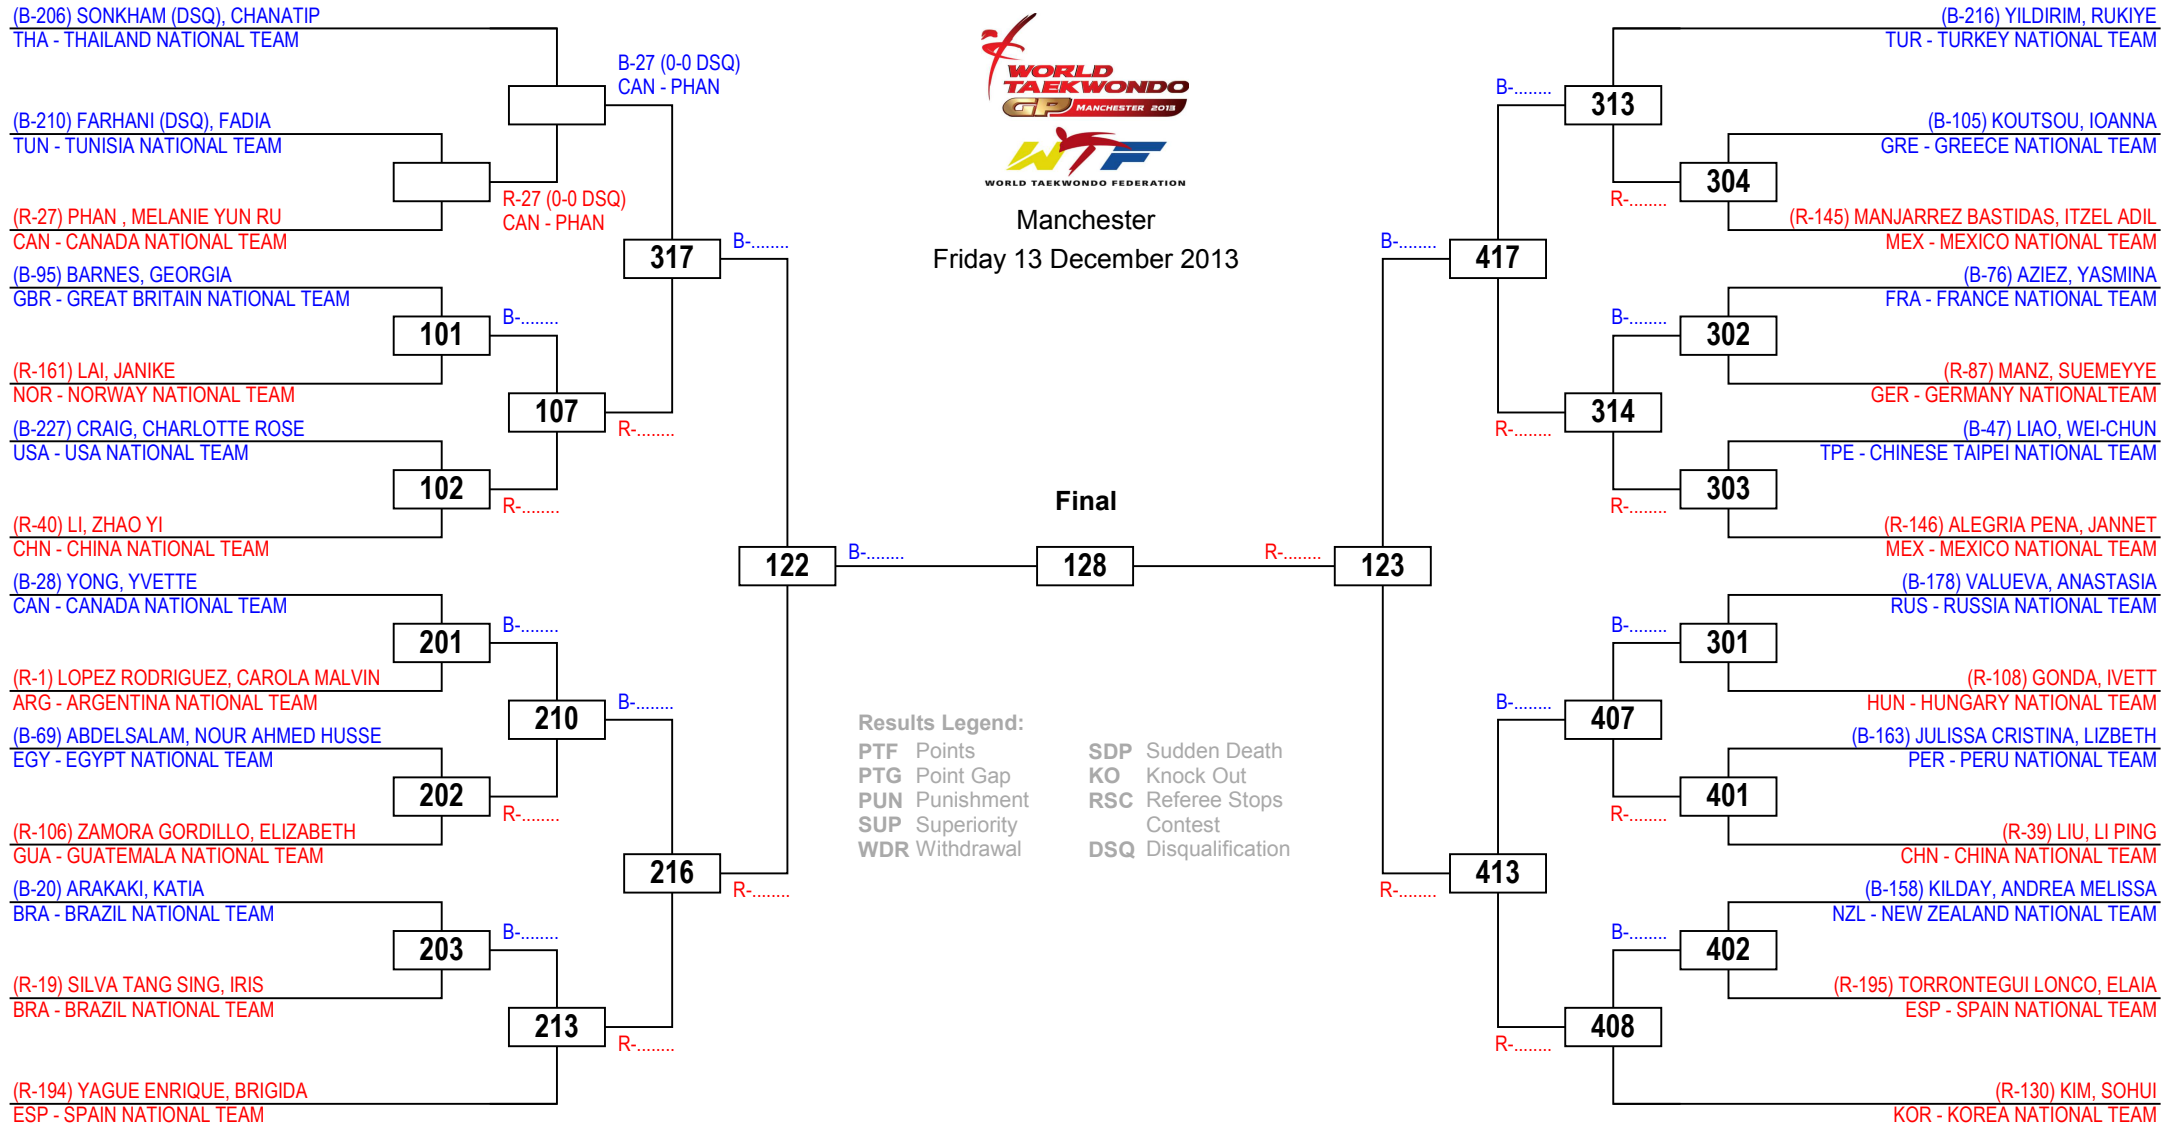 (B-206) SONKHAM (DSQ), CHANATIP
THA - THAILAND NATIONAL TEAM
(B-210) FARHANI (DSQ), FADIA
TUN - TUNISIA NATIONAL TEAM
(R-27) PHAN , MELANIE YUN RU
CAN - CANADA NATIONAL TEAM
(B-95) BARNES, GEORGIA
GBR - GREAT BRITAIN NATIONAL TEAM
(R-161) LAI, JANIKE
NOR - NORWAY NATIONAL TEAM
(B-227) CRAIG, CHARLOTTE ROSE
USA - USA NATIONAL TEAM
(R-40) LI, ZHAO YI
CHN - CHINA NATIONAL TEAM
(B-28) YONG, YVETTE
CAN - CANADA NATIONAL TEAM
(R-1) LOPEZ RODRIGUEZ, CAROLA MALVIN
ARG - ARGENTINA NATIONAL TEAM
(B-69) ABDELSALAM, NOUR AHMED HUSSE
EGY - EGYPT NATIONAL TEAM
(R-106) ZAMORA GORDILLO, ELIZABETH
GUA - GUATEMALA NATIONAL TEAM
(B-20) ARAKAKI, KATIA
BRA - BRAZIL NATIONAL TEAM
(R-19) SILVA TANG SING, IRIS
BRA - BRAZIL NATIONAL TEAM
(R-194) YAGUE ENRIQUE, BRIGIDA
ESP - SPAIN NATIONAL TEAM
101
102
201
202
203
R-27 (0-0 DSQ)
CAN - PHAN
B-........
107
R-........
B-........
210
R-........
B-........
213
B-27 (0-0 DSQ)
CAN - PHAN
317
R-........
B-........
216
R-........
B-........
122
R-........
B-........
WORLD
TAEKWONDO
GP MANCHESTER 2013
WTF
WORLD TAEKWONDO FEDERATION
Manchester
Friday 13 December 2013
Final
128
Results Legend:
PTF Points
PTG Point Gap
PUN Punishment
SUP Superiority
WDR Withdrawal
SDP Sudden Death
KO Knock Out
RSC Referee Stops
Contest
DSQ Disqualification
R-........
123
B-........
417
R-........
413
B-........
313
R-........
314
B-........
407
R-........
408
R-........
304
B-........
302
R-........
303
B-........
301
R-........
401
B-........
402
(B-216) YILDIRIM, RUKIYE
TUR - TURKEY NATIONAL TEAM
(B-105) KOUTSOU, IOANNA
GRE - GREECE NATIONAL TEAM
(R-145) MANJARREZ BASTIDAS, ITZEL ADIL
MEX - MEXICO NATIONAL TEAM
(B-76) AZIEZ, YASMINA
FRA - FRANCE NATIONAL TEAM
(R-87) MANZ, SUEMEYYE
GER - GERMANY NATIONALTEAM
(B-47) LIAO, WEI-CHUN
TPE - CHINESE TAIPEI NATIONAL TEAM
(R-146) ALEGRIA PENA, JANNET
MEX - MEXICO NATIONAL TEAM
(B-178) VALUEVA, ANASTASIA
RUS - RUSSIA NATIONAL TEAM
(R-108) GONDA, IVETT
HUN - HUNGARY NATIONAL TEAM
(B-163) JULISSA CRISTINA, LIZBETH
PER - PERU NATIONAL TEAM
(R-39) LIU, LI PING
CHN - CHINA NATIONAL TEAM
(B-158) KILDAY, ANDREA MELISSA
NZL - NEW ZEALAND NATIONAL TEAM
(R-195) TORRONTEGUI LONCO, ELAIA
ESP - SPAIN NATIONAL TEAM
(R-130) KIM, SOHUI
KOR - KOREA NATIONAL TEAM